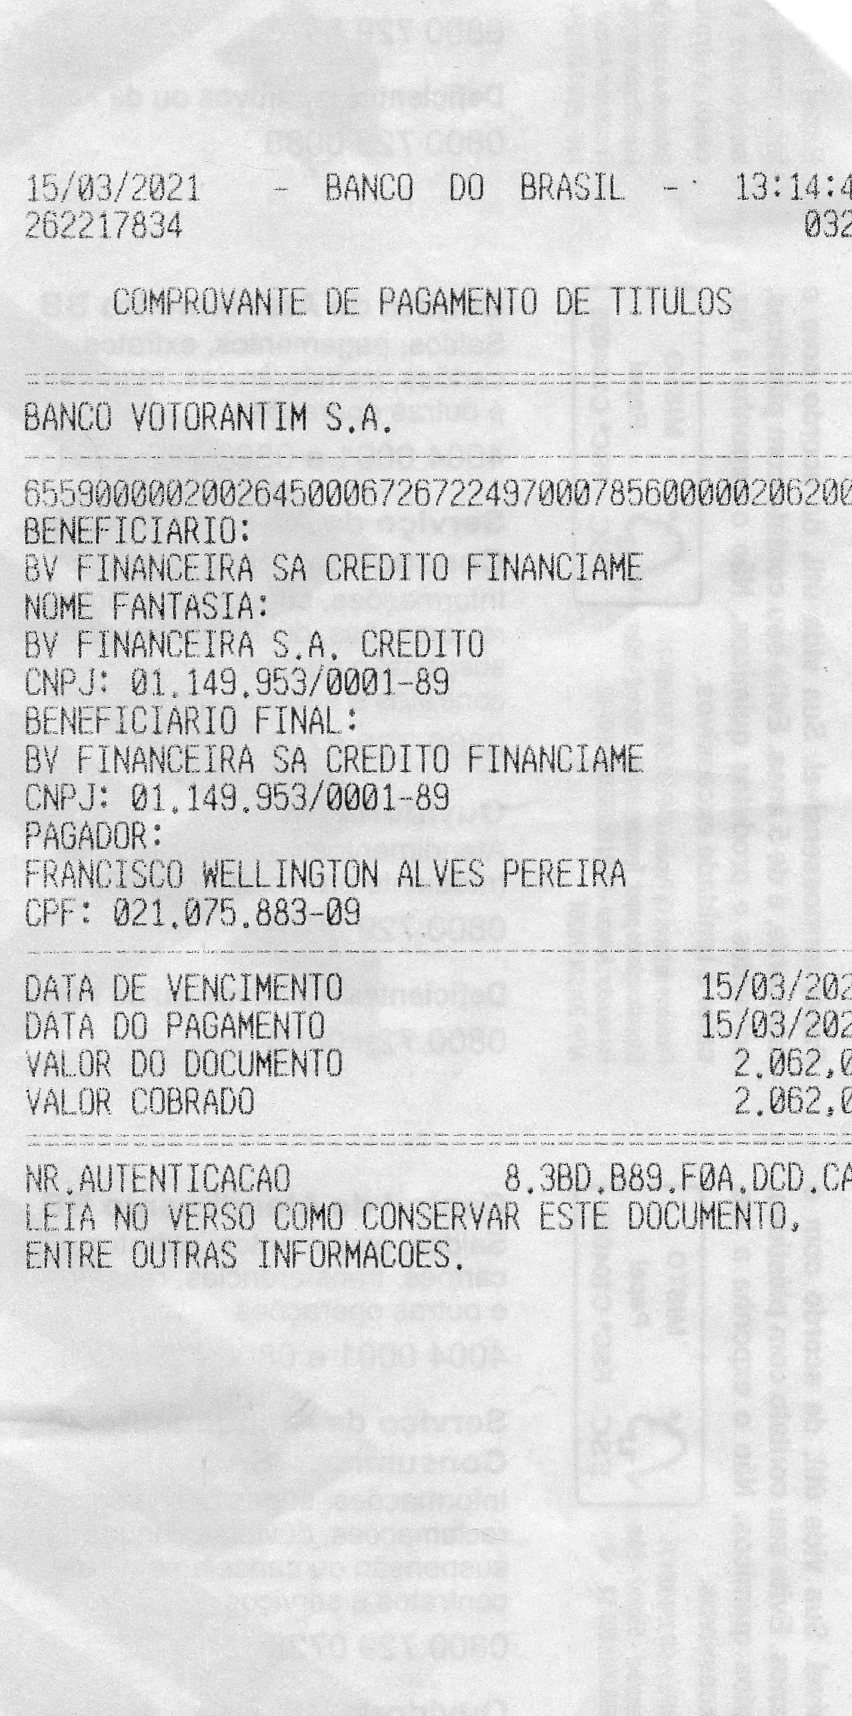 15/03/2021 - BANCO DO BRASIL - 13:14:4
262217834 032
COMPROVANTE DE PAGAMENTO DE TITULOS
BANCO VOTORANTIM S.A.
65590000020026450006726722497000785600000206200
BENEFICIARIO:
BV FINANCEIRA SA CREDITO FINANCIAME
NOME FANTASIA:
BV FINANCEIRA S.A. CREDITO
CNPJ: 01.149.953/0001-89
BENEFICIARIO FINAL:
BV FINANCEIRA SA CREDITO FINANCIAME
CNPJ: 01.149.953/0001-89
PAGADOR:
FRANCISCO WELLINGTON ALVES PEREIRA
CPF: 021.075.883-09
DATA DE VENCIMENTO 15/03/202
DATA DO PAGAMENTO 15/03/202
VALOR DO DOCUMENTO 2.062,0
VALOR COBRADO 2.062,0
NR.AUTENTICACAO 8.3BD.B89.F0A.DCD.CA
LEIA NO VERSO COMO CONSERVAR ESTE DOCUMENTO,
ENTRE OUTRAS INFORMACOES.